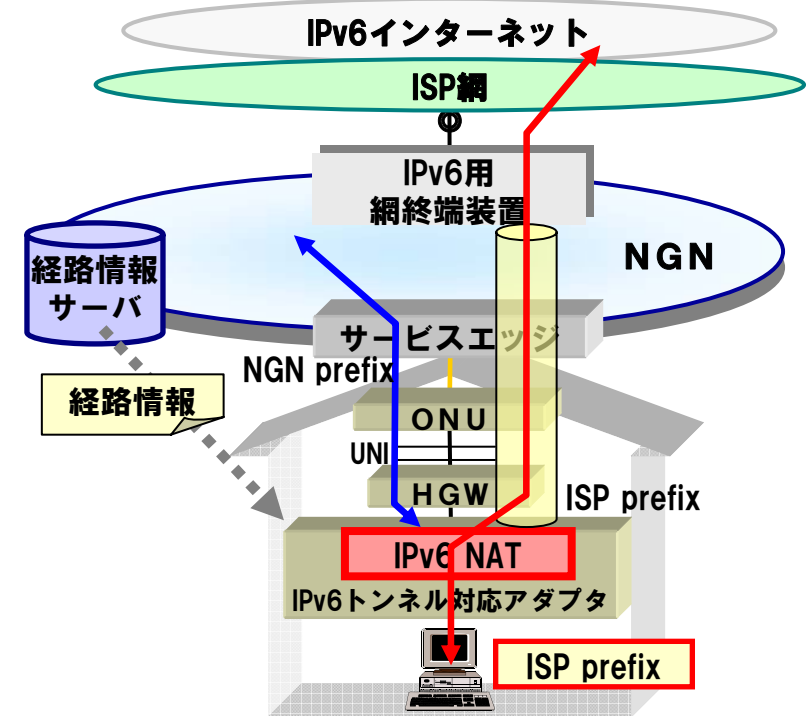 IPv6インターネット
ISP網
IPv6用
網終端装置
NGN
経路情報
サーバ
サービスエッジ
NGN prefix
経路情報
ONU
UNI
HGW
ISP prefix
IPv6 NAT
IPv6トンネル対応アダプタ
ISP prefix